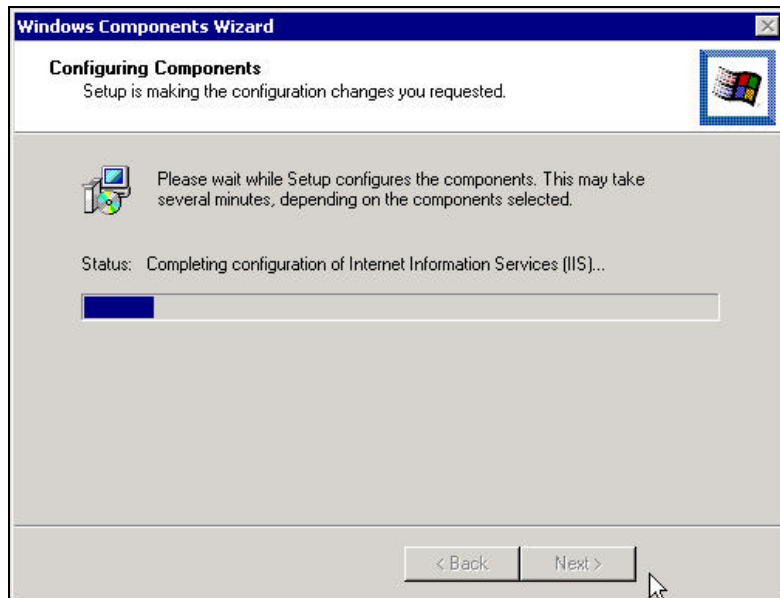 Windows Components Wizard
Configuring Components
Setup is making the configuration changes you requested.
Please wait while Setup configures the components. This may take
several minutes, depending on the components selected.
Status: Completing configuration of Internet Information Services (IIS)...
< Back Next >